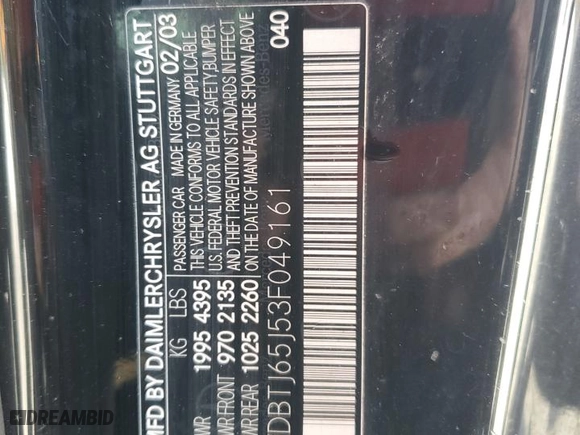 MFD BY DAIMLERCHRYSLER AG STUTTGART
KG LBS PASSENGER CAR MADE IN GERMANY 02/03
THIS VEHICLE CONFORMS TO ALL APPLICABLE
U.S. FEDERAL MOTOR VEHICLE SAFETY BUMPER
AND THEFT PREVENTION STANDARDS IN EFFECT
ON THE DATE OF MANUFACTURE SHOWN ABOVE
1995 4395
FRONT 970 2135
REAR 1025 2260
040
DBTJ65J53F049161
DREAMBID